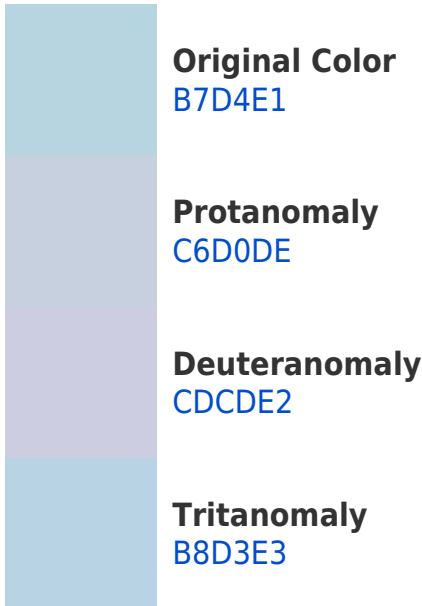 Original Color
B7D4E1
Protanomaly
C6D0DE
Deuteranomaly
CDCDE2
Tritanomaly
B8D3E3